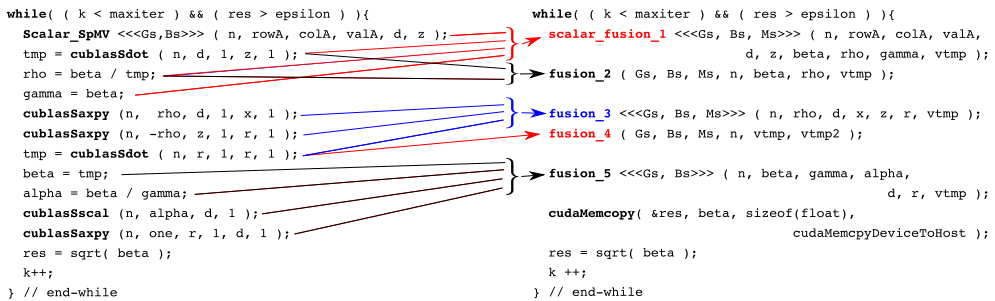 while( ( k < maxiter ) && ( res > epsilon ) ){
Scalar_SpMV <<<Gs,Bs>>> ( n, rowA, colA, valA, d, z );
tmp = cublasSdot ( n, d, 1, z, 1 );
rho = beta / tmp;
gamma = beta;
cublasSaxpy (n, rho, d, 1, x, 1 );
cublasSaxpy (n, -rho, z, 1, r, 1 );
tmp = cublasSdot ( n, r, 1, r, 1 );
beta = tmp;
alpha = beta / gamma;
cublasSscal (n, alpha, d, 1 );
cublasSaxpy (n, one, r, 1, d, 1 );
res = sqrt( beta );
k++;
} // end-while
while( ( k < maxiter ) && ( res > epsilon ) ){
scalar_fusion_1 <<<Gs, Bs, Ms>>> ( n, rowA, colA, valA,
d, z, beta, rho, gamma, vtmp );
fusion_2 ( Gs, Bs, Ms, n, beta, rho, vtmp );
fusion_3 <<<Gs, Bs, Ms>>> ( n, rho, d, x, z, r, vtmp );
fusion_4 ( Gs, Bs, Ms, n, vtmp, vtmp2 );
fusion_5 <<<Gs, Bs>>> ( n, beta, gamma, alpha,
d, r, vtmp );
cudaMemcopy( &res, beta, sizeof(float),
cudaMemcpyDeviceToHost );
res = sqrt( beta );
k ++;
} // end-while